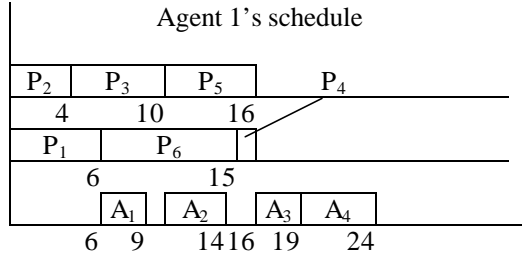 Agent 1's schedule
P₂ P₃ P₅ P₄
4 10 16
P₁ P₆
6 15
A₁ A₂ A₃ A₄
6 9 14 16 19 24